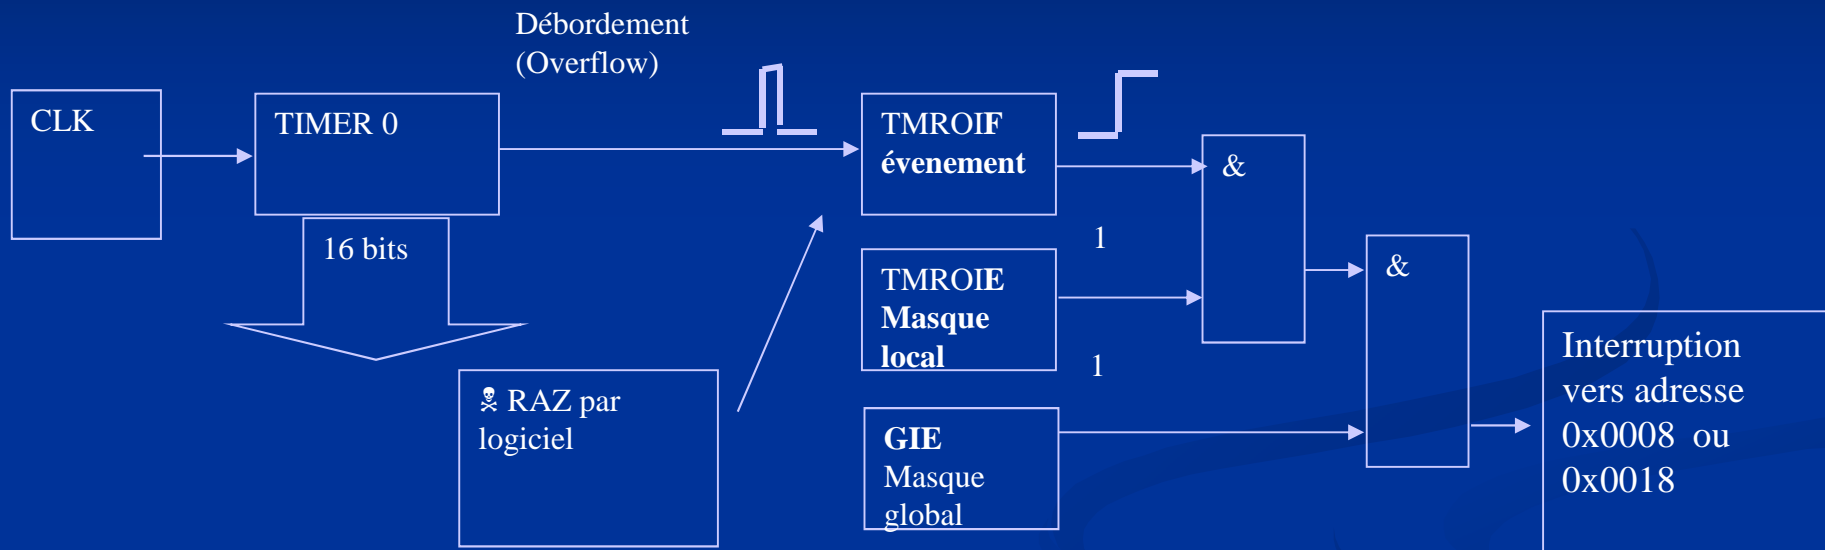 Débordement
(Overflow)
CLK
TIMER 0
TMROIF
évenement
&
16 bits
1
TMROIE
Masque
local
&
1
☠ RAZ par
logiciel
GIE
Masque
global
Interruption
vers adresse
0x0008 ou
0x0018